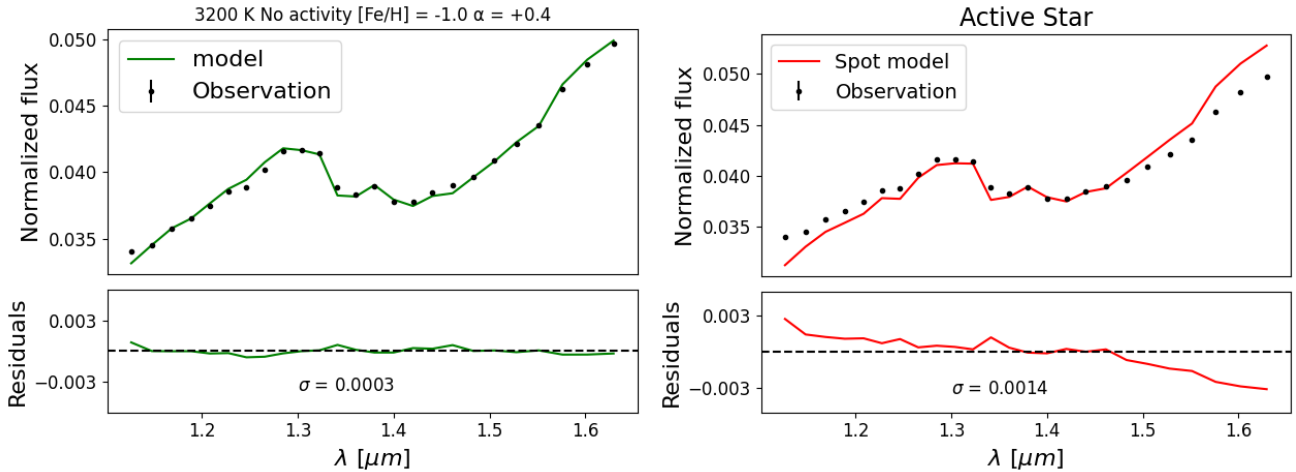 3200 K No activity [Fe/H] = -1.0 α = +0.4
Normalized flux
0.050
0.045
0.040
0.035
model
Observation
Residuals
0.003
−0.003
σ = 0.0003
1.2 1.3 1.4 1.5 1.6
λ [μm]
Active Star
Normalized flux
0.050
0.045
0.040
0.035
Spot model
Observation
Residuals
0.003
−0.003
σ = 0.0014
1.2 1.3 1.4 1.5 1.6
λ [μm]